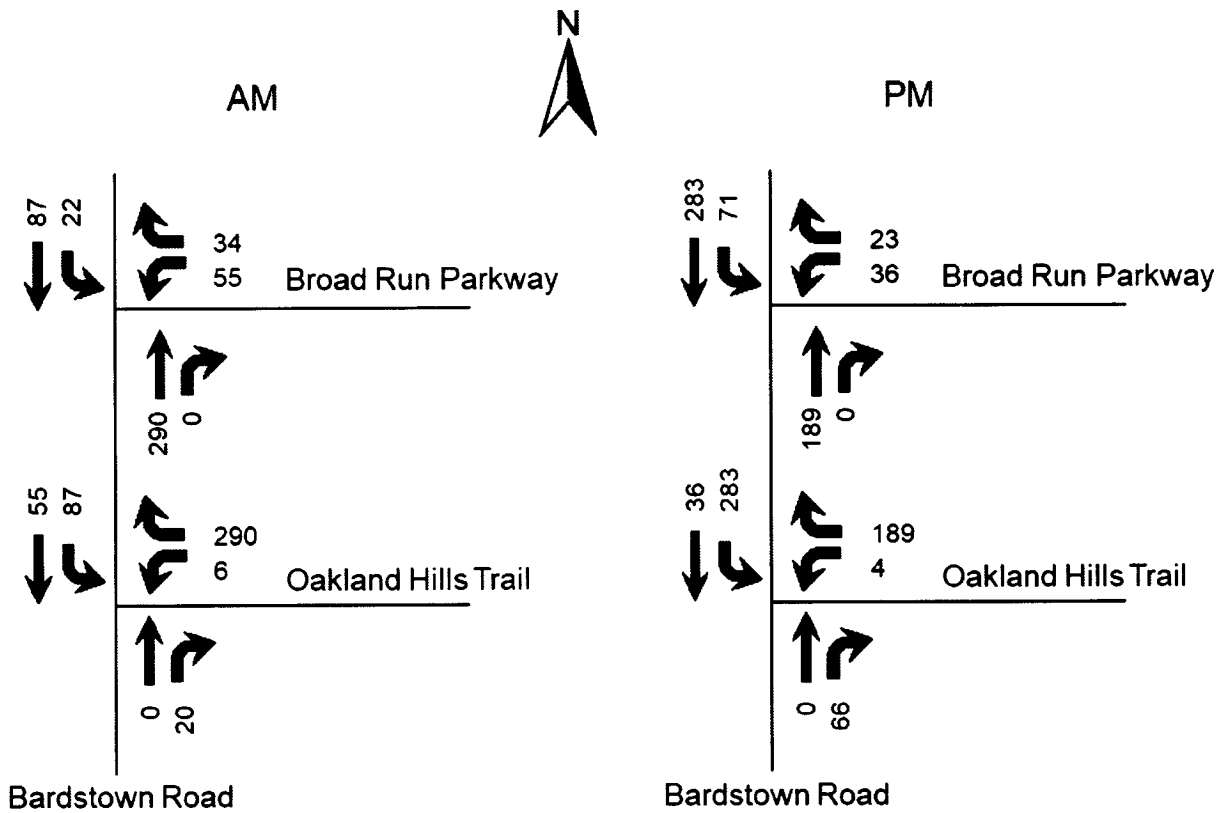 N
AM
PM
87 22
34
55
Broad Run Parkway
290 0
55 87
290
6
Oakland Hills Trail
0 20
Bardstown Road
283 71
23
36
Broad Run Parkway
189 0
36 283
189
4
Oakland Hills Trail
0 66
Bardstown Road